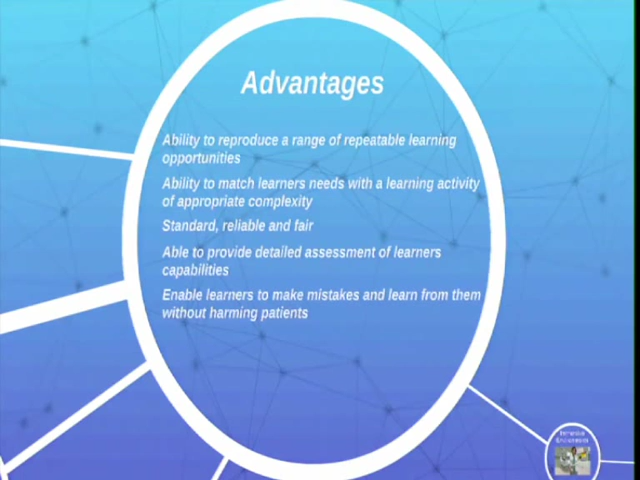 Advantages
Ability to reproduce a range of repeatable learning
opportunities
Ability to match learners needs with a learning activity
of appropriate complexity
Standard, reliable and fair
Able to provide detailed assessment of learners
capabilities
Enable learners to make mistakes and learn from them
without harming patients